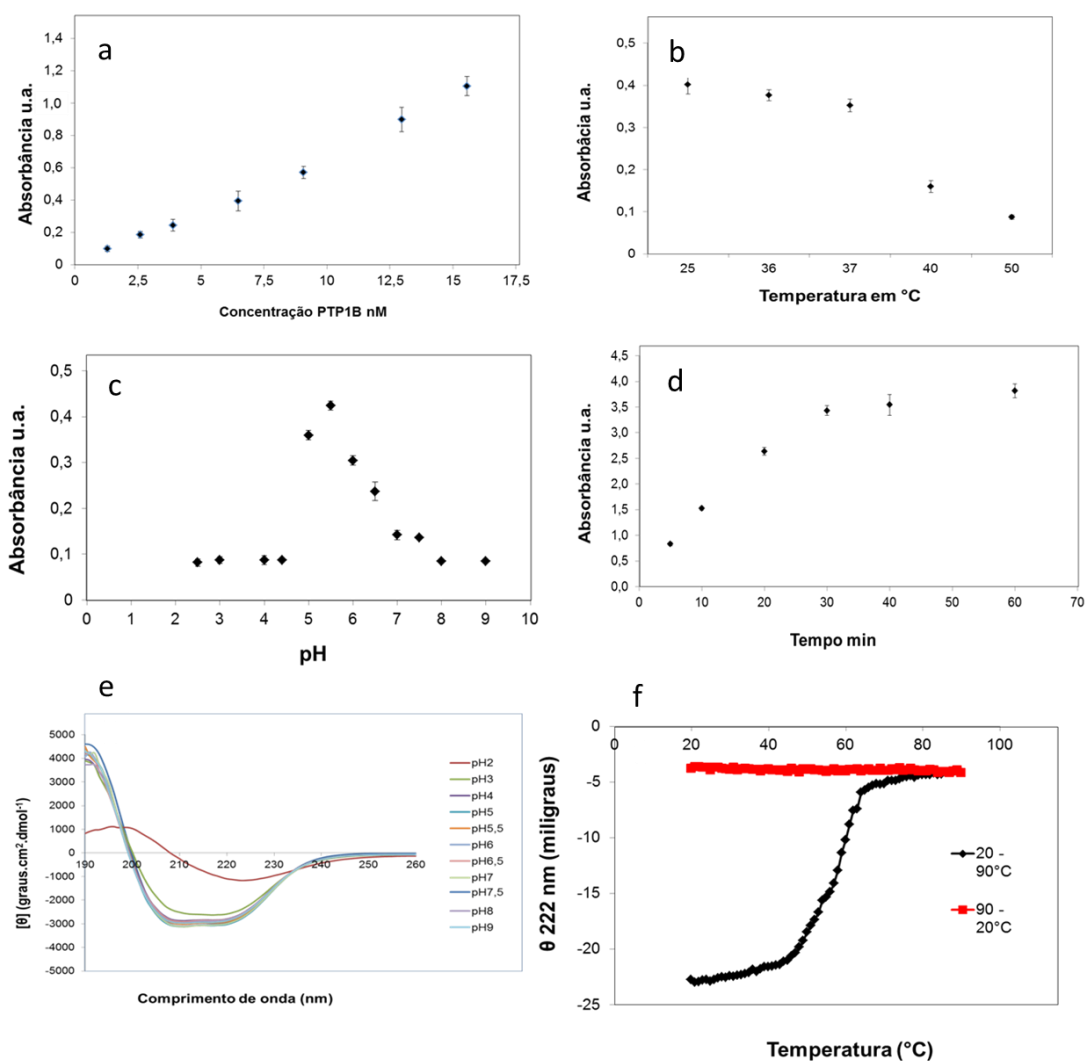 a
1,4
1,2
1,0
0,8
0,6
0,4
0,2
0
0 2,5 5 7,5 10 12,5 15 17,5
Absorbância u.a.
Concentração PTP1B nM
b
0,5
0,4
0,3
0,2
0,1
0
25 36 37 40 50
Absorbâcia u.a.
Temperatura em °C
c
0,5
0,4
0,3
0,2
0,1
0
0 1 2 3 4 5 6 7 8 9 10
Absorbância u.a.
pH
d
4,5
4,0
3,5
3,0
2,5
2,0
1,5
1,0
0,5
0,0
0 10 20 30 40 50 60 70
Absorbância u.a.
Tempo min
e
5000
4000
3000
2000
1000
0
-1000
-2000
-3000
-4000
-5000
190 200 210 220 230 240 250 260
[θ] (graus.cm².dmol⁻¹)
Comprimento de onda (nm)
pH2
pH3
pH4
pH5
pH5,5
pH6
pH6,5
pH7
pH7,5
pH8
pH9
f
0
-5
-10
-15
-20
-25
0 20 40 60 80 100
θ 222 nm (miligraus)
Temperatura (°C)
20 -
90°C
90 -
20°C